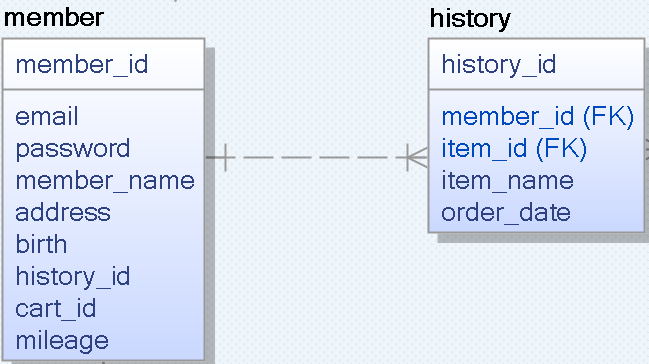 member
member_id
email
password
member_name
address
birth
history_id
cart_id
mileage
history
history_id
member_id (FK)
item_id (FK)
item_name
order_date